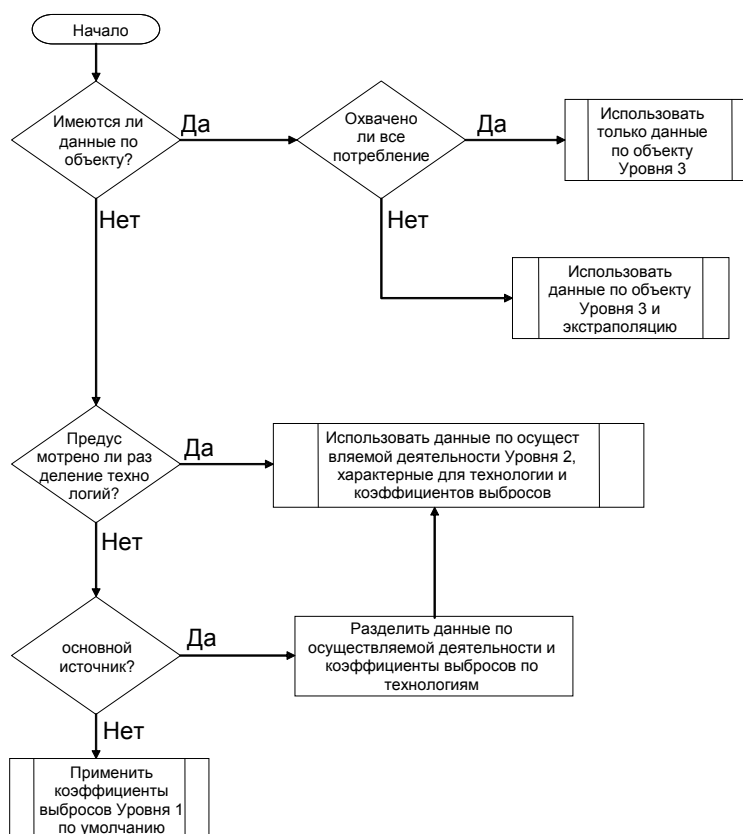 Начало
Имеются ли
данные по
объекту?
Да
Охвачено
ли все
потребление
Да
Использовать
только данные
по объекту
Уровня 3
Нет
Нет
Использовать
данные по объекту
Уровня 3 и
экстраполяцию
Предус
мотрено ли раз
деление техно
логий?
Да
Использовать данные по осущест
вляемой деятельности Уровня 2,
характерные для технологии и
коэффициентов выбросов
Нет
основной
источник?
Да
Разделить данные по
осуществляемой деятельности и
коэффициенты выбросов по
технологиям
Нет
Применить
коэффициенты
выбросов Уровня 1
по умолчанию